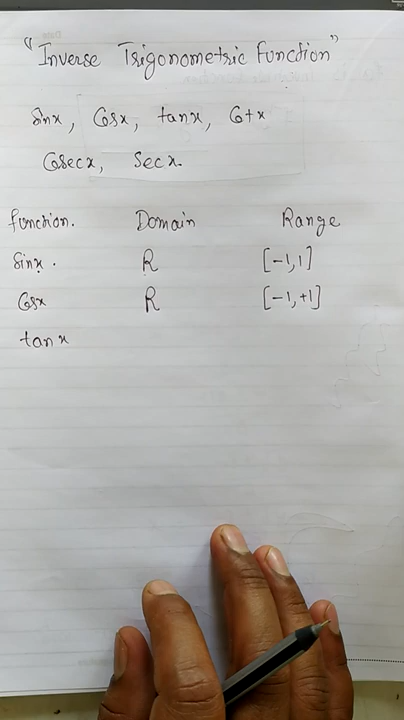 "Inverse Trigonometric Function"
Sinx, Cosx, tanx, Cotx
Cosecx, Secx.
function. Domain Range
Sinx. R [-1,1]
Cosx R [-1,+1]
tanx